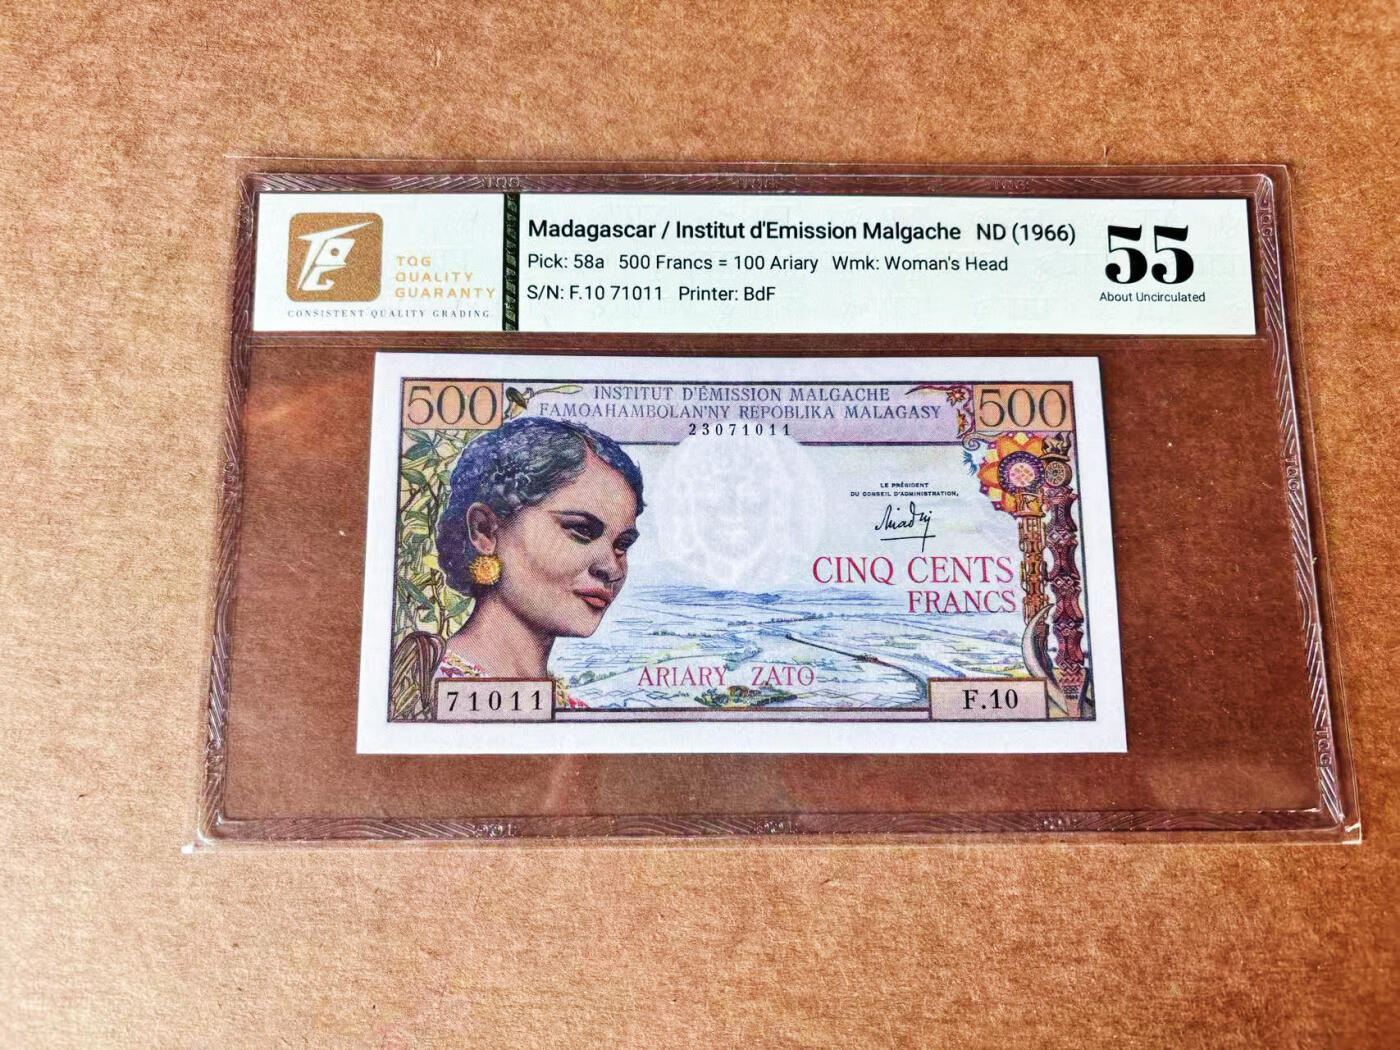 TQG
QUALITY
GUARANTY
CONSISTENT QUALITY GRADING
Madagascar / Institut d'Emission Malgache ND (1966)
Pick: 58a 500 Francs = 100 Ariary Wmk: Woman's Head
S/N: F.10 71011 Printer: BdF
55
About Uncirculated
500
INSTITUT D'ÉMISSION MALGACHE
FAMOAHAMBOLAN'NY REPOBLIKA MALAGASY
23071011
500
LE PRÉSIDENT
DU CONSEIL D'ADMINISTRATION,
CINQ CENTS
FRANCS
ARIARY ZATO
71011
F.10